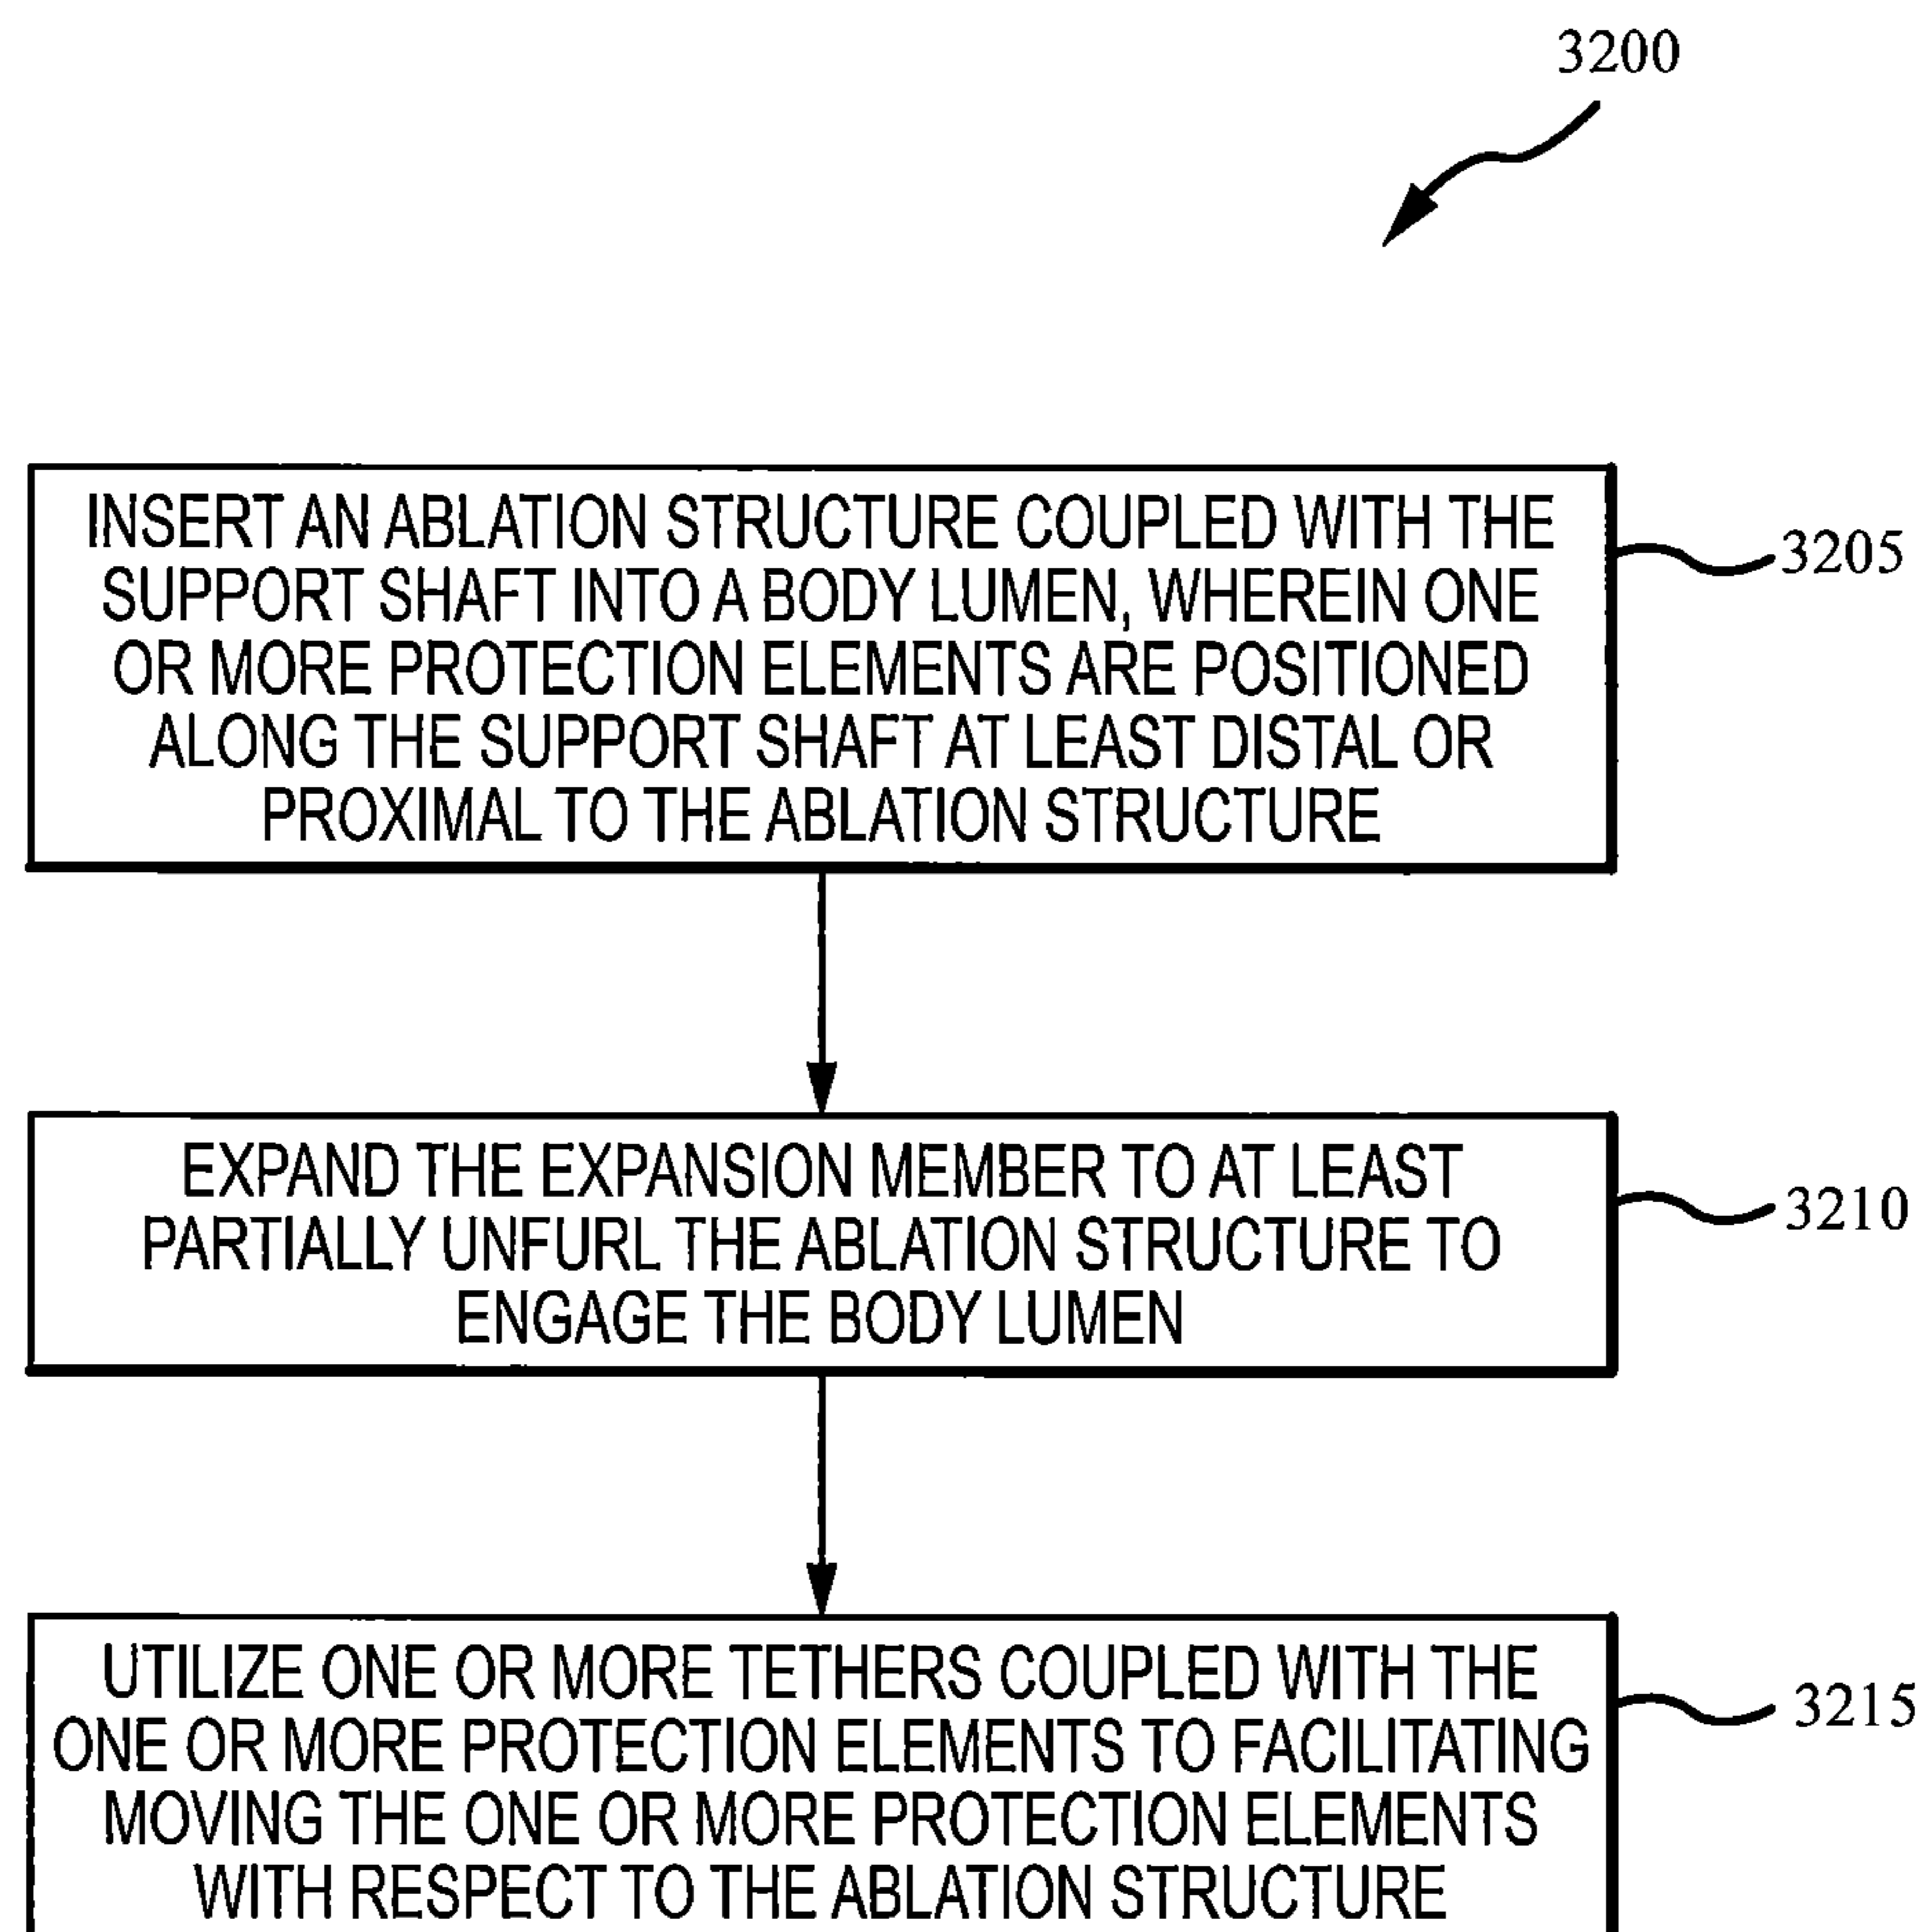 3200
INSERT AN ABLATION STRUCTURE COUPLED WITH THE
SUPPORT SHAFT INTO A BODY LUMEN, WHEREIN ONE
OR MORE PROTECTION ELEMENTS ARE POSITIONED
ALONG THE SUPPORT SHAFT AT LEAST DISTAL OR
PROXIMAL TO THE ABLATION STRUCTURE
3205
EXPAND THE EXPANSION MEMBER TO AT LEAST
PARTIALLY UNFURL THE ABLATION STRUCTURE TO
ENGAGE THE BODY LUMEN
3210
UTILIZE ONE OR MORE TETHERS COUPLED WITH THE
ONE OR MORE PROTECTION ELEMENTS TO FACILITATING
MOVING THE ONE OR MORE PROTECTION ELEMENTS
WITH RESPECT TO THE ABLATION STRUCTURE
3215